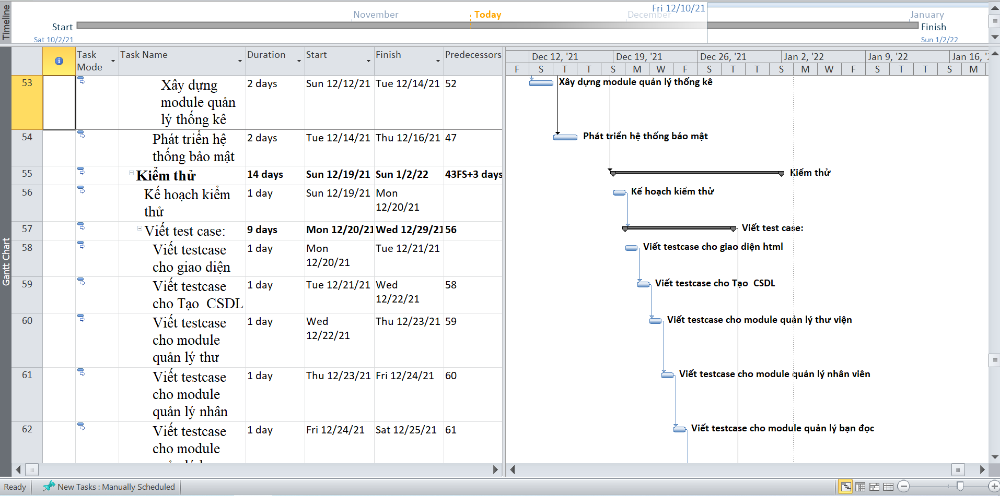 Timeline
Fri 12/10/21
November
Today
December
January
Start
Finish
Sat 10/2/21
Sun 1/2/22
Gantt Chart
Task Mode Task Name Duration Start Finish Predecessors
53 Xây dựng module quản lý thống kê 2 days Sun 12/12/21 Tue 12/14/21 52
54 Phát triển hệ thống bảo mật 2 days Tue 12/14/21 Thu 12/16/21 47
55 Kiểm thử 14 days Sun 12/19/21 Sun 1/2/22 43FS+3 days
56 Kế hoạch kiểm thử 1 day Sun 12/19/21 Mon 12/20/21
57 Viết test case: 9 days Mon 12/20/21 Wed 12/29/21 56
58 Viết testcase cho giao diện 1 day Mon 12/20/21 Tue 12/21/21
59 Viết testcase cho Tạo CSDL 1 day Tue 12/21/21 Wed 12/22/21 58
60 Viết testcase cho module quản lý thư 1 day Wed 12/22/21 Thu 12/23/21 59
61 Viết testcase cho module quản lý nhân 1 day Thu 12/23/21 Fri 12/24/21 60
62 Viết testcase cho module 1 day Fri 12/24/21 Sat 12/25/21 61
Dec 12, '21 Dec 19, '21 Dec 26, '21 Jan 2, '22 Jan 9, '22 Jan 16, '
F S T T S M W F S T T S M W F S T T S M
Xây dựng module quản lý thống kê
Phát triển hệ thống bảo mật
Kiểm thử
Kế hoạch kiểm thử
Viết test case:
Viết testcase cho giao diện html
Viết testcase cho Tạo CSDL
Viết testcase cho module quản lý thư viện
Viết testcase cho module quản lý nhân viên
Viết testcase cho module quản lý bạn đọc
Ready
New Tasks : Manually Scheduled